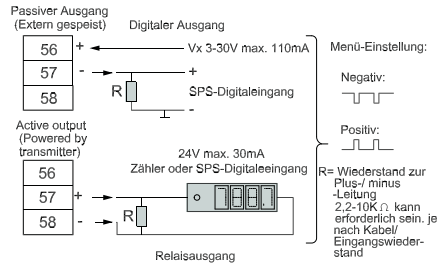 Passiver Ausgang
(Extern gespeist)
Digitaler Ausgang
56
+
Vx 3-30V max. 110mA
57
-
+
R
SPS-Digitaleingang
58
-
Active output
(Powered by
transmitter)
24V max. 30mA
Zähler oder SPS-Digitaleingang
56
57
+
R
58
-
Relaisausgang
Menü-Einstellung:
Negativ:
Positiv:
R= Wiederstand zur
Plus-/ minus
-Leitung
2,2-10KΩ kann
erforderlich sein. je
nach Kabel/
Eingangswieder-
stand